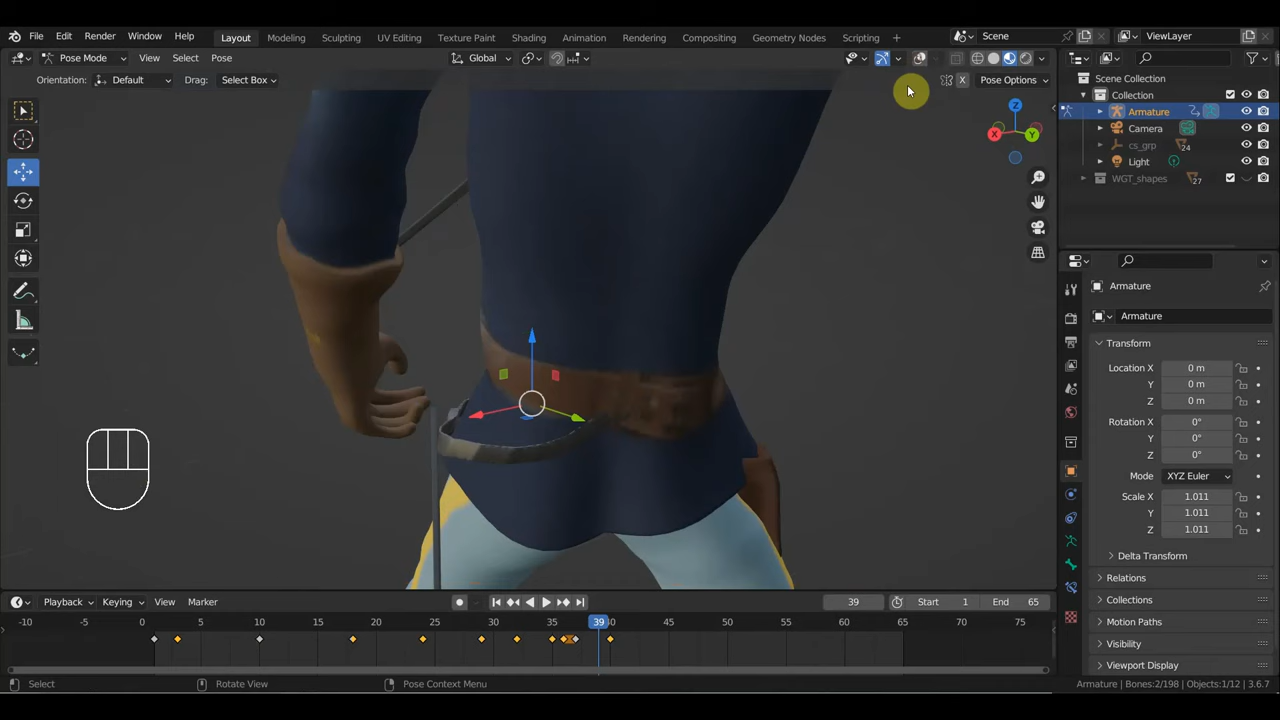 File Edit Render Window Help Layout Modeling Sculpting UV Editing Texture Paint Shading Animation Rendering Compositing Geometry Nodes Scripting + Scene ViewLayer
Pose Mode View Select Pose Global
Orientation: Default Drag: Select Box X Pose Options
Scene Collection
Collection
Armature
Camera
cs_grp 24
Light
WGT_shapes 27
Z
X Y
Armature
Armature
Transform
Location X 0 m
Y 0 m
Z 0 m
Rotation X 0°
Y 0°
Z 0°
Mode XYZ Euler
Scale X 1.011
Y 1.011
Z 1.011
Delta Transform
Relations
Collections
Motion Paths
Visibility
Viewport Display
Playback Keying View Marker 39 Start 1 End 65
-10 -5 0 5 10 15 20 25 30 35 39 45 50 55 60 65 70 75 80
Select Rotate View Pose Context Menu Armature | Bones:2/198 | Objects:1/12 | 3.6.7